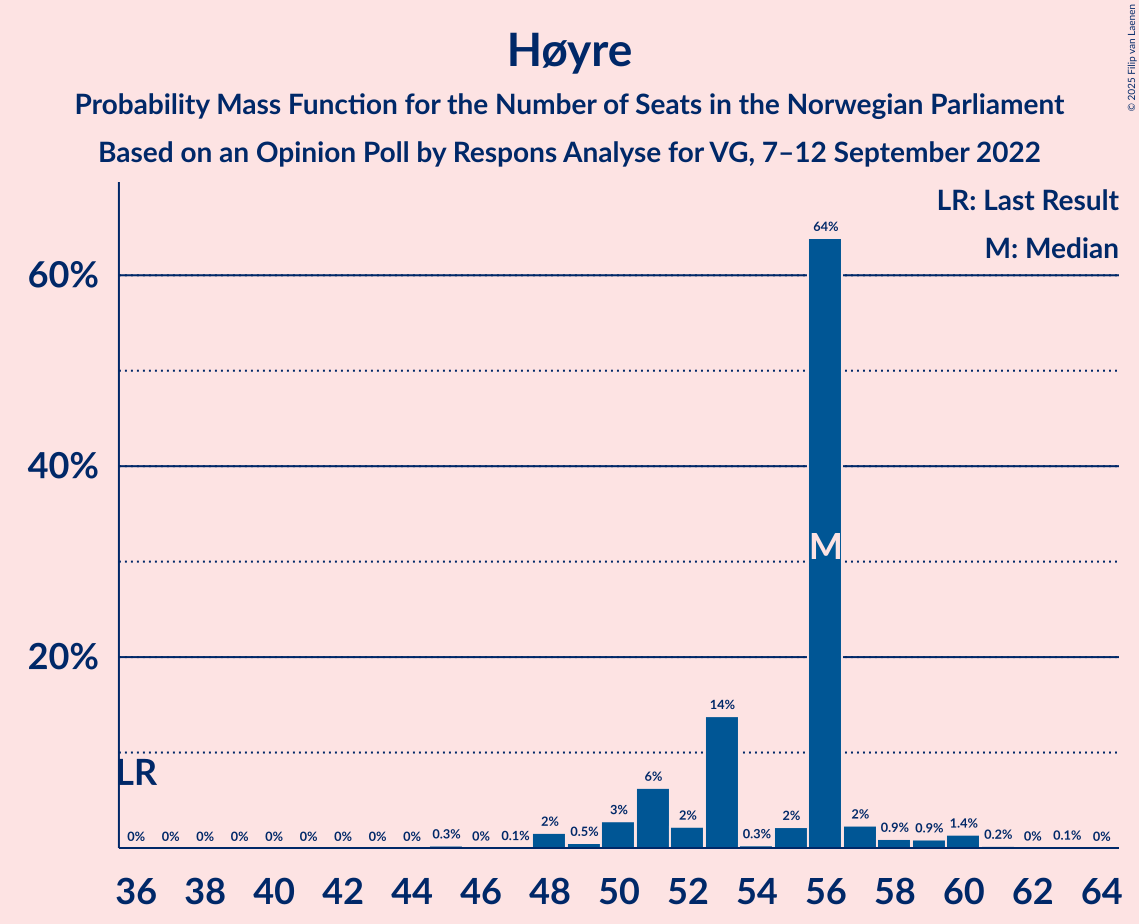 Høyre
Probability Mass Function for the Number of Seats in the Norwegian Parliament
Based on an Opinion Poll by Respons Analyse for VG, 7–12 September 2022
© 2025 Filip van Laenen
LR: Last Result
M: Median
60%
40%
20%
LR
M
0% 0% 0% 0% 0% 0% 0% 0% 0% 0.3% 0% 0.1% 2% 0.5% 3% 6% 2% 14% 0.3% 2% 64% 2% 0.9% 0.9% 1.4% 0.2% 0% 0.1% 0%
36 38 40 42 44 46 48 50 52 54 56 58 60 62 64